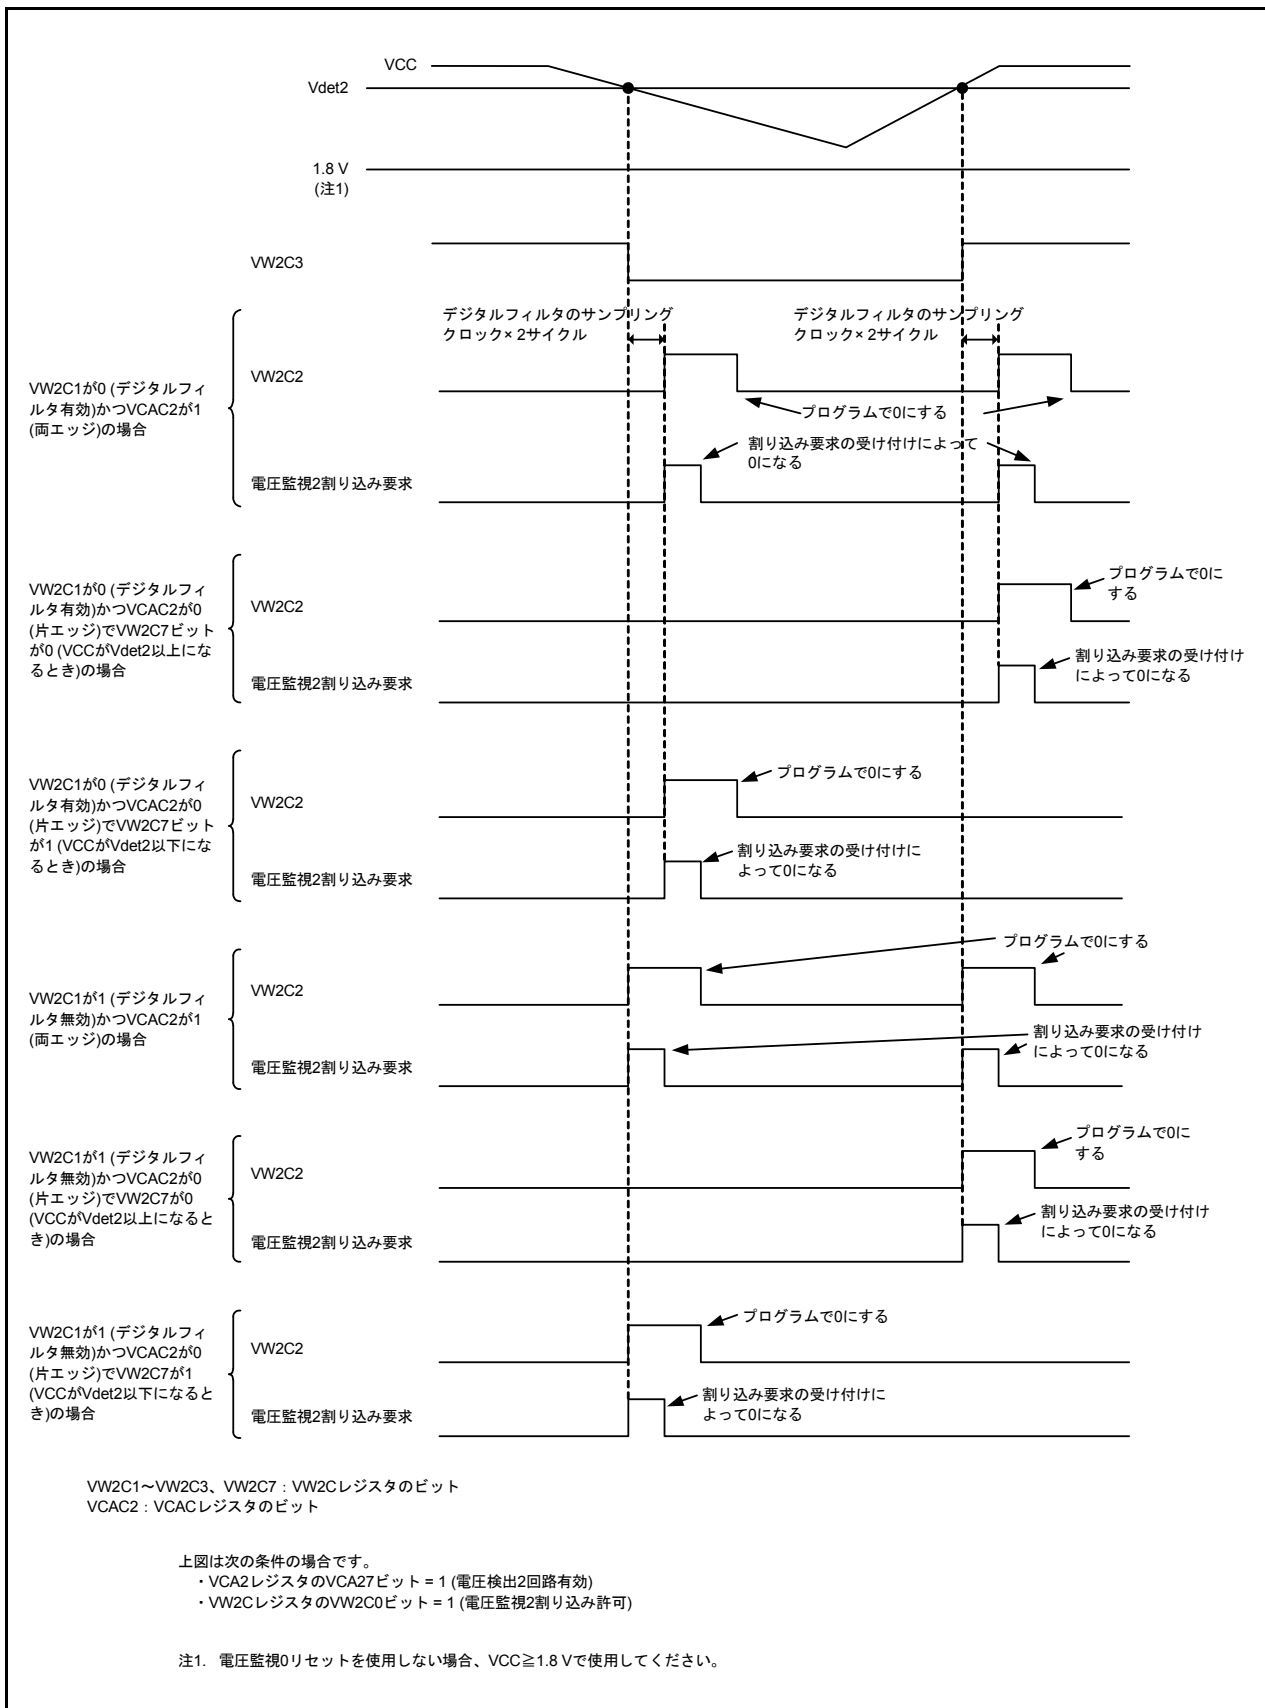 VCC
Vdet2
1.8 V
(注1)
VW2C3
デジタルフィルタのサンプリング
クロック× 2サイクル
デジタルフィルタのサンプリング
クロック× 2サイクル
VW2C1が0 (デジタルフィ
ルタ有効)かつVCAC2が1
(両エッジ)の場合
VW2C2
プログラムで0にする
割り込み要求の受け付けによって
0になる
電圧監視2割り込み要求
VW2C1が0 (デジタルフィ
ルタ有効)かつVCAC2が0
(片エッジ)でVW2C7ビット
が0 (VCCがVdet2以上にな
るとき)の場合
VW2C2
プログラムで0に
する
電圧監視2割り込み要求
割り込み要求の受け付け
によって0になる
VW2C1が0 (デジタルフィ
ルタ有効)かつVCAC2が0
(片エッジ)でVW2C7ビット
が1 (VCCがVdet2以下にな
るとき)の場合
VW2C2
プログラムで0にする
電圧監視2割り込み要求
割り込み要求の受け付けに
よって0になる
VW2C1が1 (デジタルフィ
ルタ無効)かつVCAC2が1
(両エッジ)の場合
VW2C2
プログラムで0にする
電圧監視2割り込み要求
割り込み要求の受け付け
によって0になる
VW2C1が1 (デジタルフィ
ルタ無効)かつVCAC2が0
(片エッジ)でVW2C7が0
(VCCがVdet2以上になると
き)の場合
VW2C2
プログラムで0に
する
電圧監視2割り込み要求
割り込み要求の受け付け
によって0になる
VW2C1が1 (デジタルフィ
ルタ無効)かつVCAC2が0
(片エッジ)でVW2C7が1
(VCCがVdet2以下になると
き)の場合
VW2C2
プログラムで0にする
電圧監視2割り込み要求
割り込み要求の受け付けに
よって0になる
VW2C1～VW2C3、VW2C7 : VW2Cレジスタのビット
VCAC2 : VCACレジスタのビット
上図は次の条件の場合です。
・VCA2レジスタのVCA27ビット = 1 (電圧検出2回路有効)
・VW2CレジスタのVW2C0ビット = 1 (電圧監視2割り込み許可)
注1. 電圧監視0リセットを使用しない場合、VCC≧1.8 Vで使用してください。